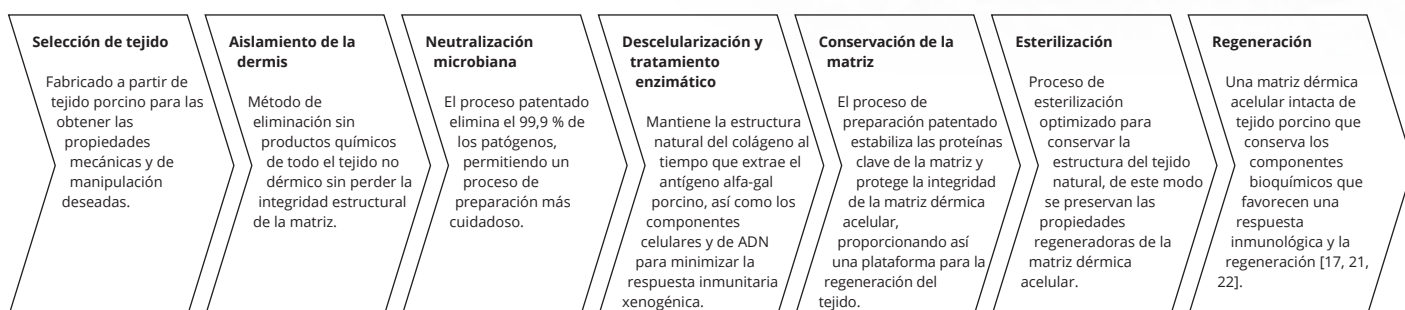 Selección de tejido
Fabricado a partir de
tejido porcino para las
obtener las
propiedades
mecánicas y de
manipulación
deseadas.
Aislamiento de la
dermis
Método de
eliminación sin
productos químicos
de todo el tejido no
dérmico sin perder la
integridad estructural
de la matriz.
Neutralización
microbiana
El proceso patentado
elimina el 99,9 % de
los patógenos,
permitiendo un
proceso de
preparación más
cuidadoso.
Descelularización y
tratamiento
enzimático
Mantiene la estructura
natural del colágeno al
tiempo que extrae el
antígeno alfa-gal
porcino, así como los
componentes
celulares y de ADN
para minimizar la
respuesta inmunitaria
xenogénica.
Conservación de la
matriz
El proceso de
preparación patentado
estabiliza las proteínas
clave de la matriz y
protege la integridad
de la matriz dérmica
acelular,
proporcionando así
una plataforma para la
regeneración del
tejido.
Esterilización
Proceso de
esterilización
optimizado para
conservar la
estructura del tejido
natural, de este modo
se preservan las
propiedades
regeneradoras de la
matriz dérmica
acelular.
Regeneración
Una matriz dérmica
acelular intacta de
tejido porcino que
conserva los
componentes
bioquímicos que
favorecen una
respuesta
inmunológica y la
regeneración [17, 21,
22].